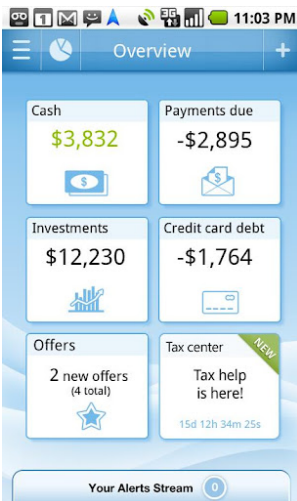 11:03 PM
Overview
Cash
$3,832
Payments due
-$2,895
Investments
$12,230
Credit card debt
-$1,764
Offers
2 new offers
(4 total)
Tax center
NEW
Tax help
is here!
15d 12h 34m 25s
Your Alerts Stream 0